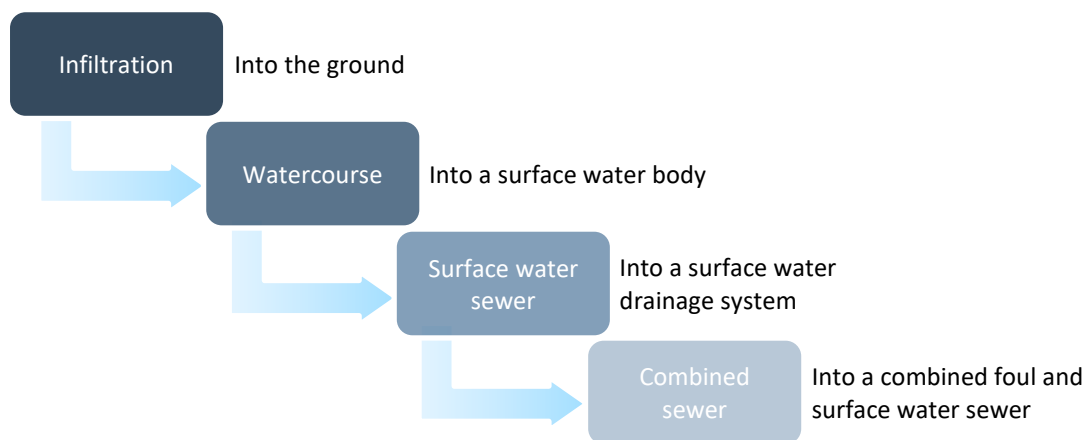 Infiltration
Into the ground
Watercourse
Into a surface water body
Surface water
sewer
Into a surface water
drainage system
Combined
sewer
Into a combined foul and
surface water sewer